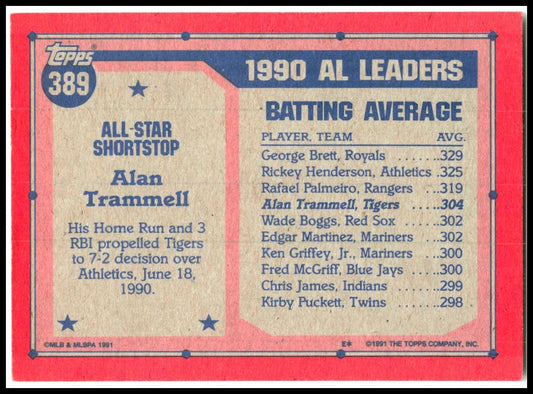 Topps
389
ALL-STAR
SHORTSTOP
Alan
Trammell
His Home Run and 3
RBI propelled Tigers
to 7-2 decision over
Athletics, June 18,
1990.
©MLB & MLBPA 1991
1990 AL LEADERS
BATTING AVERAGE
PLAYER, TEAM AVG.
George Brett, Royals ......329
Rickey Henderson, Athletics .325
Rafael Palmeiro, Rangers ...319
Alan Trammell, Tigers .....304
Wade Boggs, Red Sox .....302
Edgar Martinez, Mariners ...302
Ken Griffey, Jr., Mariners ...300
Fred McGriff, Blue Jays ....300
Chris James, Indians ......299
Kirby Puckett, Twins ......298
E* ©1991 THE TOPPS COMPANY, INC.